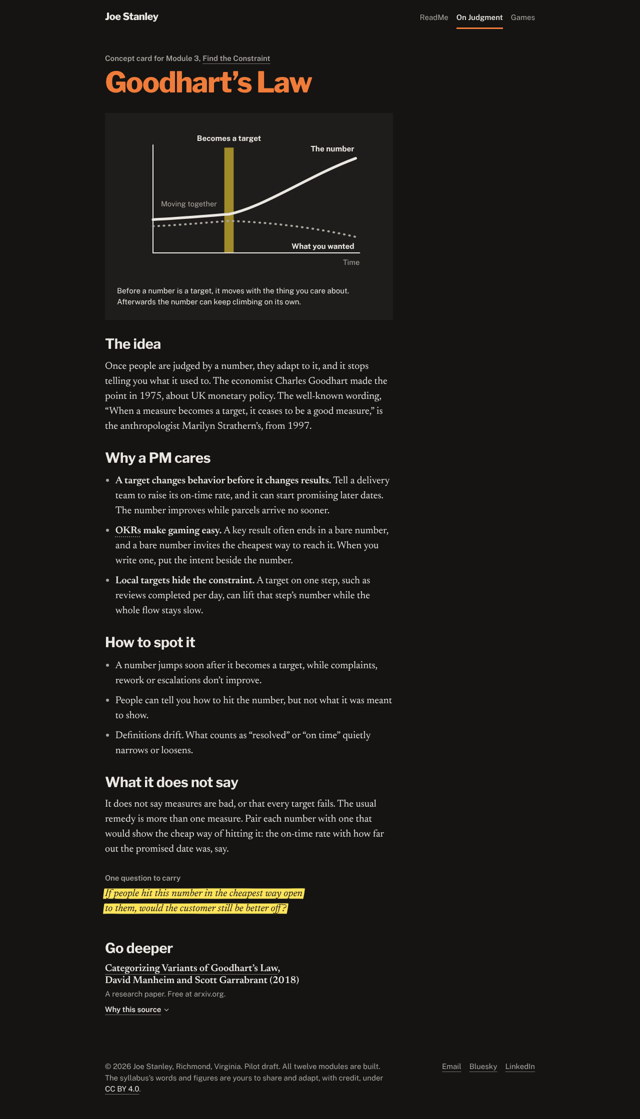 Joe Stanley
ReadMe On Judgment Games
Concept card for Module 3, Find the Constraint
Goodhart’s Law
Becomes a target
The number
Moving together
What you wanted
Time
Before a number is a target, it moves with the thing you care about.
Afterwards the number can keep climbing on its own.
The idea
Once people are judged by a number, they adapt to it, and it stops
telling you what it used to. The economist Charles Goodhart made the
point in 1975, about UK monetary policy. The well-known wording,
“When a measure becomes a target, it ceases to be a good measure,” is
the anthropologist Marilyn Strathern’s, from 1997.
Why a PM cares
• A target changes behavior before it changes results. Tell a delivery
team to raise its on-time rate, and it can start promising later dates.
The number improves while parcels arrive no sooner.
• OKRs make gaming easy. A key result often ends in a bare number,
and a bare number invites the cheapest way to reach it. When you
write one, put the intent beside the number.
• Local targets hide the constraint. A target on one step, such as
reviews completed per day, can lift that step’s number while the
whole flow stays slow.
How to spot it
• A number jumps soon after it becomes a target, while complaints,
rework or escalations don’t improve.
• People can tell you how to hit the number, but not what it was meant
to show.
• Definitions drift. What counts as “resolved” or “on time” quietly
narrows or loosens.
What it does not say
It does not say measures are bad, or that every target fails. The usual
remedy is more than one measure. Pair each number with one that
would show the cheap way of hitting it: the on-time rate with how far
out the promised date was, say.
One question to carry
If people hit this number in the cheapest way open
to them, would the customer still be better off?
Go deeper
Categorizing Variants of Goodhart’s Law,
David Manheim and Scott Garrabrant (2018)
A research paper. Free at arxiv.org.
Why this source
© 2026 Joe Stanley, Richmond, Virginia. Pilot draft. All twelve modules are built.
The syllabus’s words and figures are yours to share and adapt, with credit, under
CC BY 4.0.
Email Bluesky LinkedIn